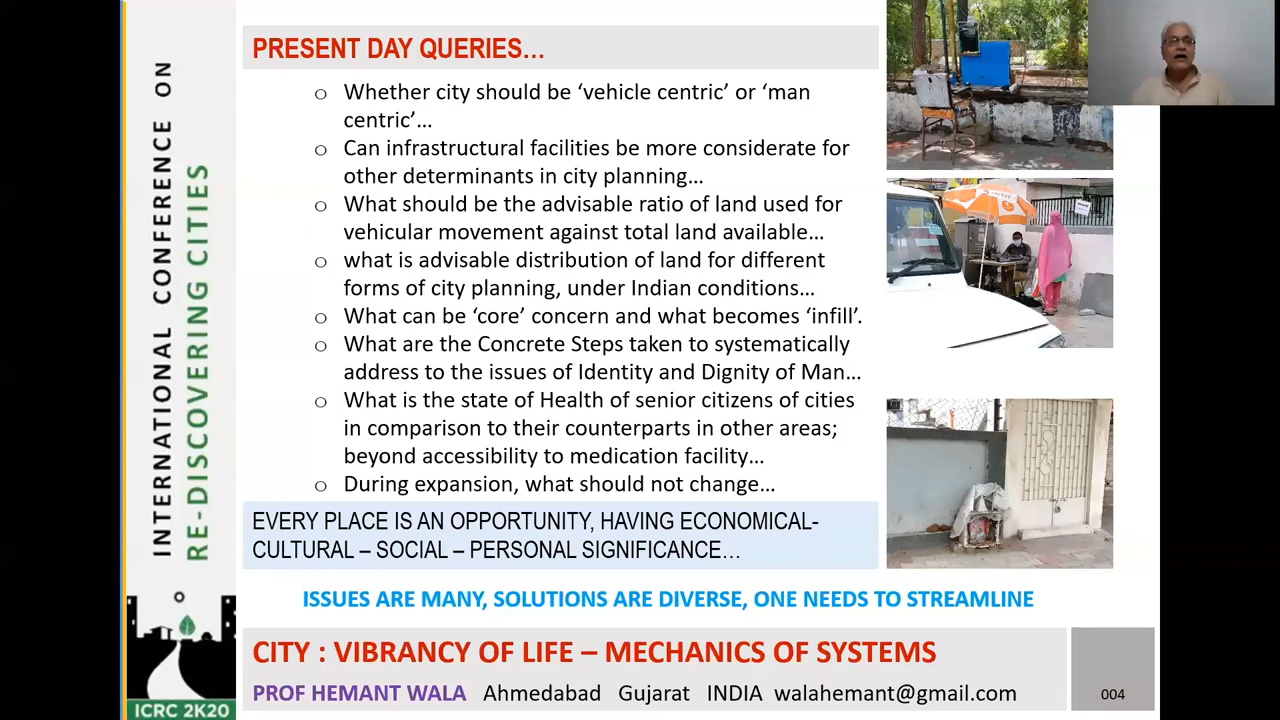 INTERNATIONAL CONFERENCE ON
RE-DISCOVERING CITIES
ICRC 2K20
PRESENT DAY QUERIES…
o Whether city should be ‘vehicle centric’ or ‘man
centric’…
o Can infrastructural facilities be more considerate for
other determinants in city planning…
o What should be the advisable ratio of land used for
vehicular movement against total land available…
o what is advisable distribution of land for different
forms of city planning, under Indian conditions…
o What can be ‘core’ concern and what becomes ‘infill’.
o What are the Concrete Steps taken to systematically
address to the issues of Identity and Dignity of Man…
o What is the state of Health of senior citizens of cities
in comparison to their counterparts in other areas;
beyond accessibility to medication facility…
o During expansion, what should not change…
EVERY PLACE IS AN OPPORTUNITY, HAVING ECONOMICAL-
CULTURAL – SOCIAL – PERSONAL SIGNIFICANCE…
ISSUES ARE MANY, SOLUTIONS ARE DIVERSE, ONE NEEDS TO STREAMLINE
CITY : VIBRANCY OF LIFE – MECHANICS OF SYSTEMS
PROF HEMANT WALA Ahmedabad Gujarat INDIA walahemant@gmail.com
004